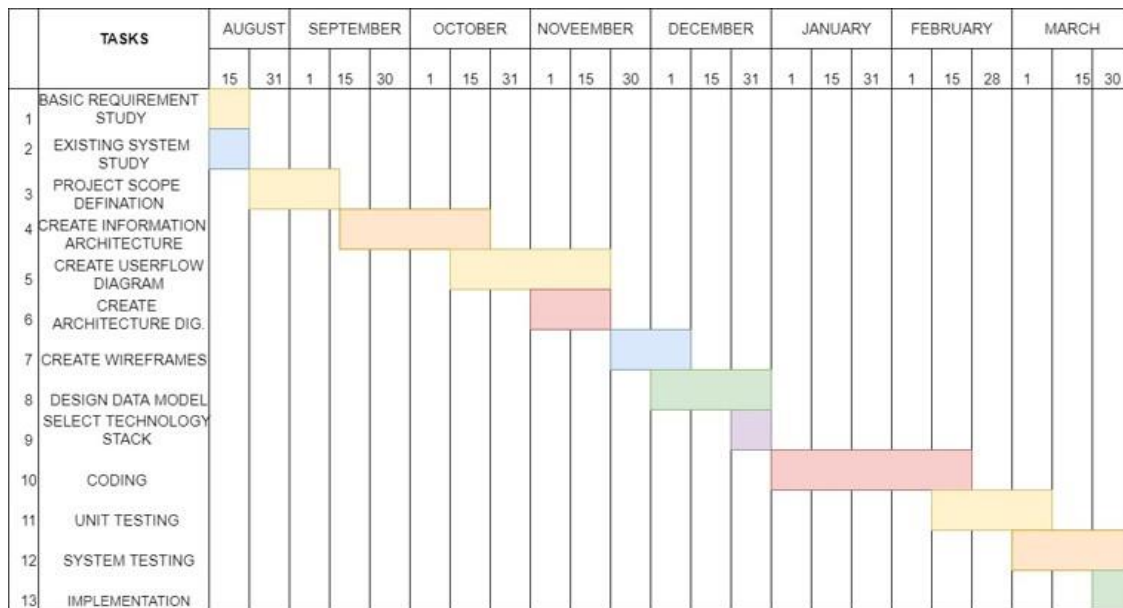 TASKS
AUGUST SEPTEMBER OCTOBER NOVEEMBER DECEMBER JANUARY FEBRUARY MARCH
15 31 1 15 30 1 15 31 1 15 30 1 15 31 1 15 31 1 15 28 1 15 30
1 BASIC REQUIREMENT
STUDY
2 EXISTING SYSTEM
STUDY
3 PROJECT SCOPE
DEFINATION
4 CREATE INFORMATION
ARCHITECTURE
5 CREATE USERFLOW
DIAGRAM
6 CREATE
ARCHITECTURE DIG.
7 CREATE WIREFRAMES
8 DESIGN DATA MODEL
9 SELECT TECHNOLOGY
STACK
10 CODING
11 UNIT TESTING
12 SYSTEM TESTING
13 IMPLEMENTATION